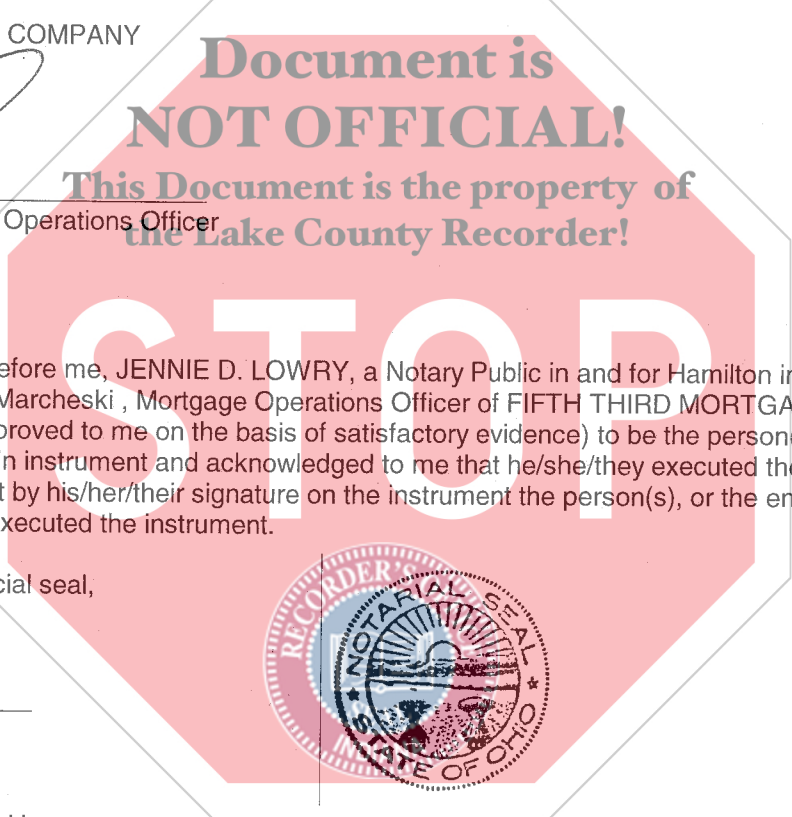 COMPANY
Document is
NOT OFFICIAL!
This Document is the property of
the Lake County Recorder!
Operations Officer
STOP
efore me, JENNIE D. LOWRY, a Notary Public in and for Hamilton in
Marcheski , Mortgage Operations Officer of FIFTH THIRD MORTGA
proved to me on the basis of satisfactory evidence) to be the person
n instrument and acknowledged to me that he/she/they executed the
t by his/her/their signature on the instrument the person(s), or the en
xecuted the instrument.
cial seal,
RECORDER'S
NOTARIAL SEAL
STATE OF OHIO